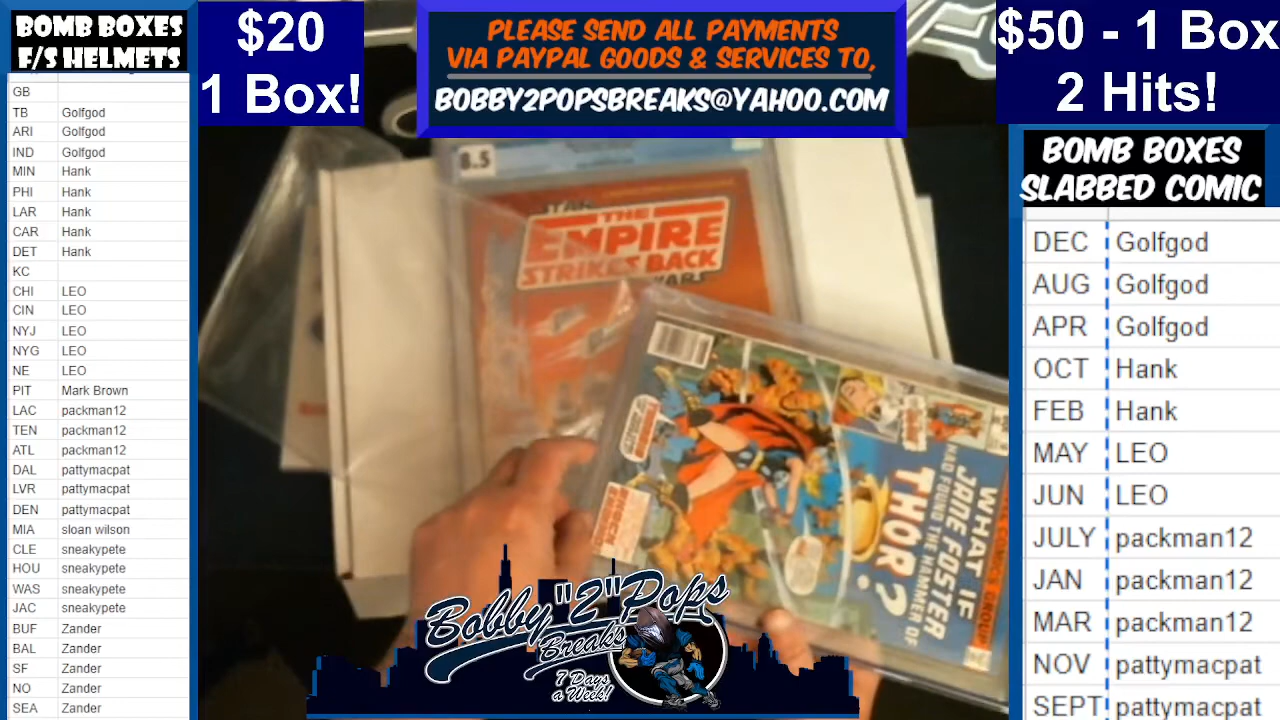 BOMB BOXES
F/S HELMETS
GB
TB Golfgod
ARI Golfgod
IND Golfgod
MIN Hank
PHI Hank
LAR Hank
CAR Hank
DET Hank
KC
CHI LEO
CIN LEO
NYJ LEO
NYG LEO
NE LEO
PIT Mark Brown
LAC packman12
TEN packman12
ATL packman12
DAL pattymacpat
LVR pattymacpat
DEN pattymacpat
MIA sloan wilson
CLE sneakypete
HOU sneakypete
WAS sneakypete
JAC sneakypete
BUF Zander
BAL Zander
SF Zander
NO Zander
SEA Zander
$20
1 Box!
PLEASE SEND ALL PAYMENTS
VIA PAYPAL GOODS & SERVICES TO,
BOBBY2POPSBREAKS@YAHOO.COM
$50 - 1 Box
2 Hits!
8.5
STAR
THE
EMPIRE
STRIKES BACK
WARS
WHAT IF
JANE FOSTER
HAD FOUND THE HAMMER OF
THOR?
Bobby "2" Pops
Breaks
7 Days
a Week!
BOMB BOXES
SLABBED COMIC
DEC Golfgod
AUG Golfgod
APR Golfgod
OCT Hank
FEB Hank
MAY LEO
JUN LEO
JULY packman12
JAN packman12
MAR packman12
NOV pattymacpat
SEPT pattymacpat